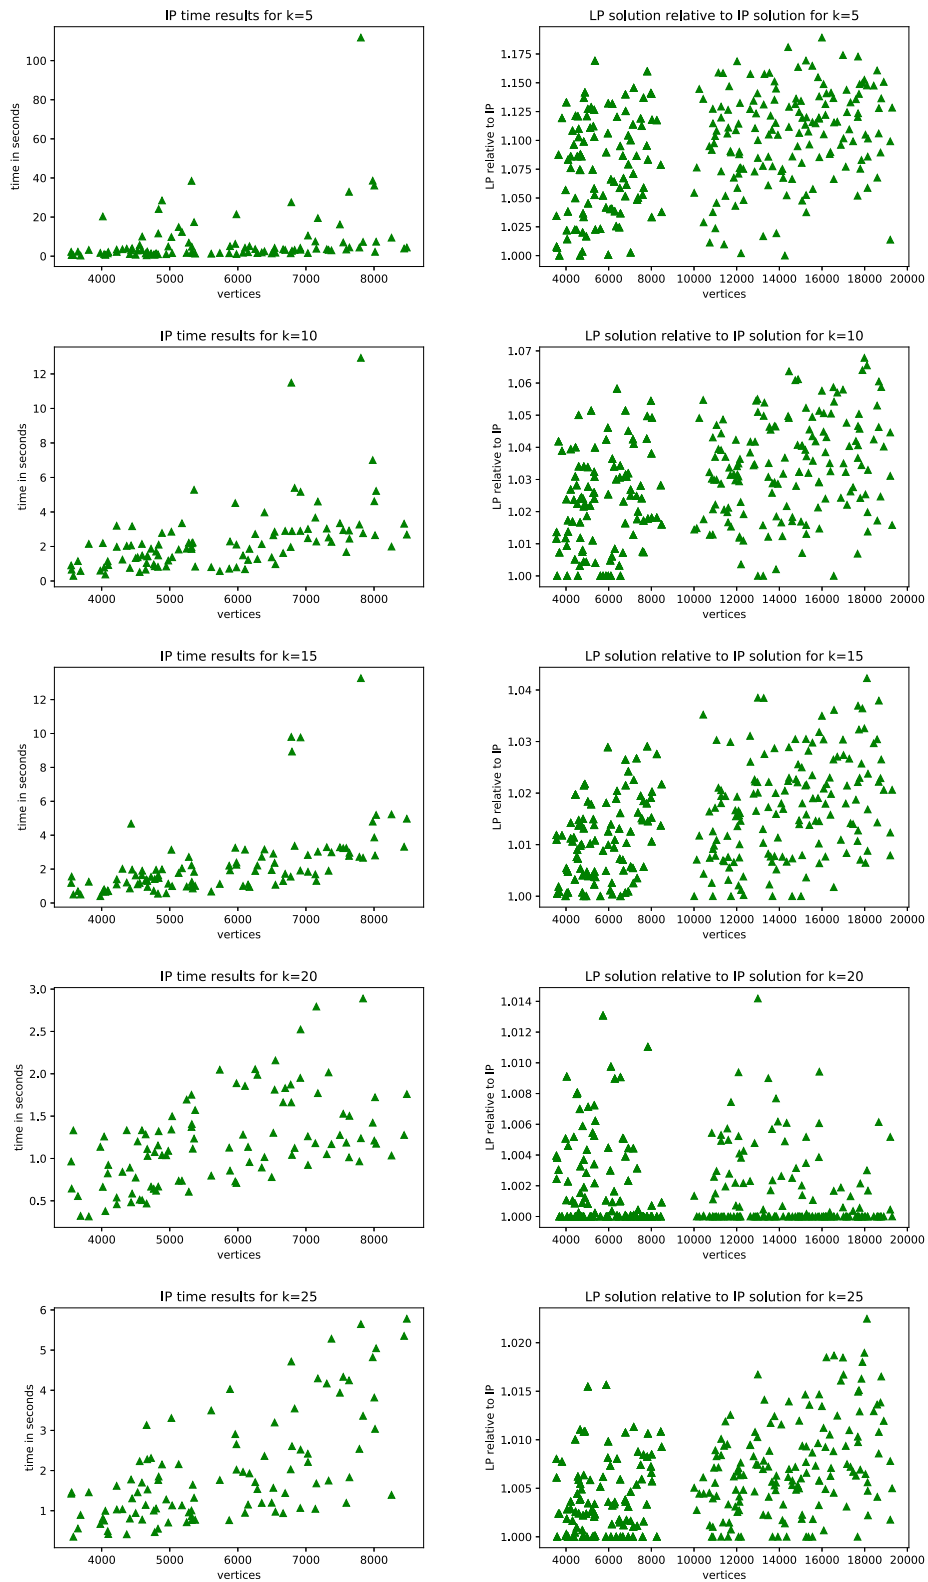 IP time results for k=5
time in seconds
100
80
60
40
20
0
4000 5000 6000 7000 8000
vertices
LP solution relative to IP solution for k=5
LP relative to IP
1.175
1.150
1.125
1.100
1.075
1.050
1.025
1.000
4000 6000 8000 10000 12000 14000 16000 18000 20000
vertices
IP time results for k=10
time in seconds
12
10
8
6
4
2
0
4000 5000 6000 7000 8000
vertices
LP solution relative to IP solution for k=10
LP relative to IP
1.07
1.06
1.05
1.04
1.03
1.02
1.01
1.00
4000 6000 8000 10000 12000 14000 16000 18000 20000
vertices
IP time results for k=15
time in seconds
12
10
8
6
4
2
0
4000 5000 6000 7000 8000
vertices
LP solution relative to IP solution for k=15
LP relative to IP
1.04
1.03
1.02
1.01
1.00
4000 6000 8000 10000 12000 14000 16000 18000 20000
vertices
IP time results for k=20
time in seconds
3.0
2.5
2.0
1.5
1.0
0.5
4000 5000 6000 7000 8000
vertices
LP solution relative to IP solution for k=20
LP relative to IP
1.014
1.012
1.010
1.008
1.006
1.004
1.002
1.000
4000 6000 8000 10000 12000 14000 16000 18000 20000
vertices
IP time results for k=25
time in seconds
6
5
4
3
2
1
4000 5000 6000 7000 8000
vertices
LP solution relative to IP solution for k=25
LP relative to IP
1.020
1.015
1.010
1.005
1.000
4000 6000 8000 10000 12000 14000 16000 18000 20000
vertices